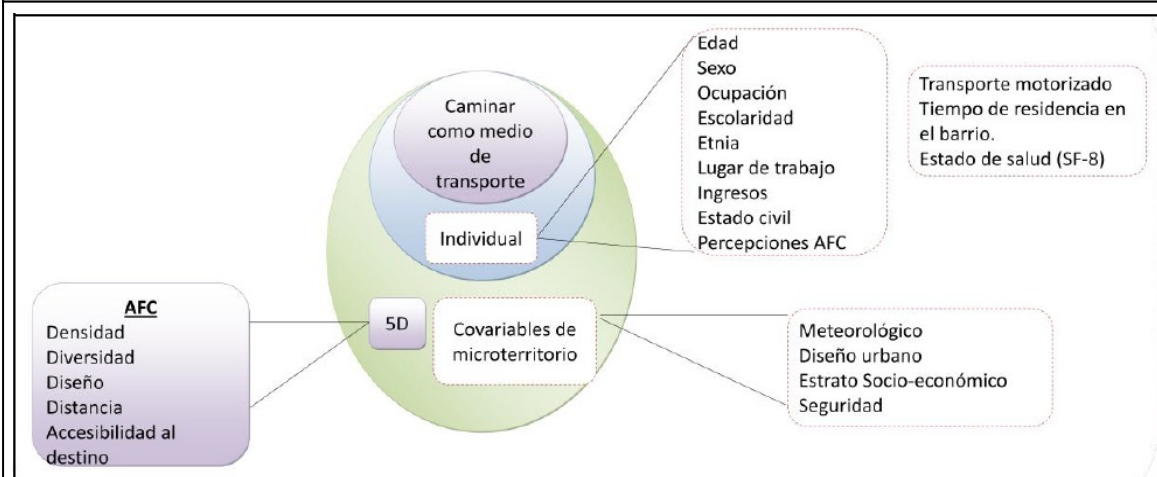 Caminar
como medio
de
transporte
Individual
5D
Covariables de
microterritorio
AFC
Densidad
Diversidad
Diseño
Distancia
Accesibilidad al
destino
Edad
Sexo
Ocupación
Escolaridad
Etnia
Lugar de trabajo
Ingresos
Estado civil
Percepciones AFC
Transporte motorizado
Tiempo de residencia en
el barrio.
Estado de salud (SF-8)
Meteorológico
Diseño urbano
Estrato Socio-económico
Seguridad